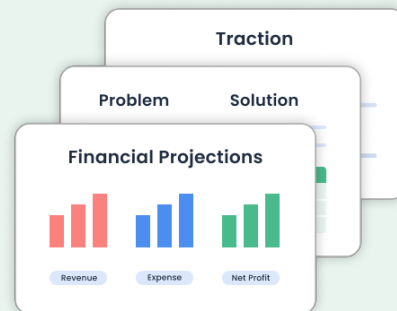 Traction
Problem Solution
Financial Projections
Revenue Expense Net Profit